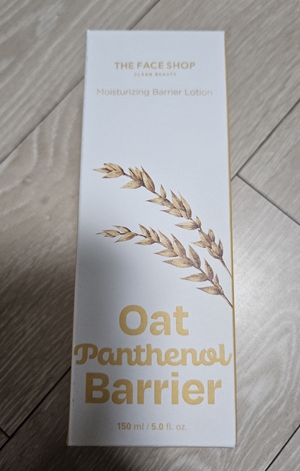 THE FACE SHOP
CLEAN BEAUTY
Moisturizing Barrier Lotion
Oat
Panthenol
Barrier
150 ml / 5.0 fl. oz.